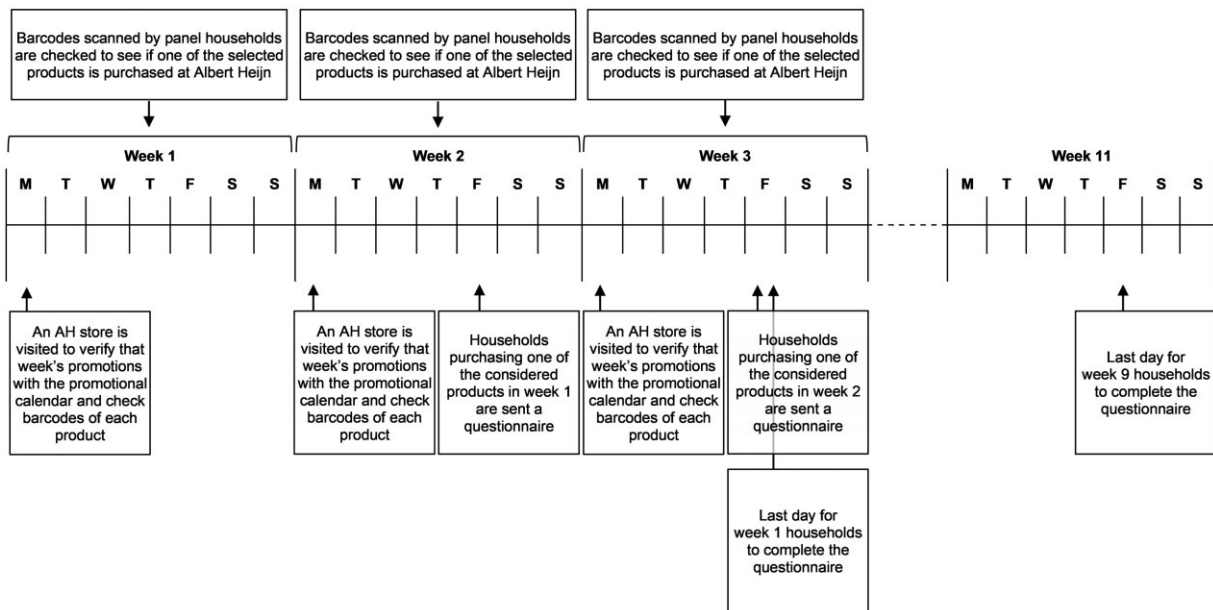 Barcodes scanned by panel households
are checked to see if one of the selected
products is purchased at Albert Heijn
Barcodes scanned by panel households
are checked to see if one of the selected
products is purchased at Albert Heijn
Barcodes scanned by panel households
are checked to see if one of the selected
products is purchased at Albert Heijn
Week 1
Week 2
Week 3
Week 11
M T W T F S S
M T W T F S S
M T W T F S S
M T W T F S S
An AH store is
visited to verify that
week's promotions
with the promotional
calendar and check
barcodes of each
product
An AH store is
visited to verify that
week's promotions
with the promotional
calendar and check
barcodes of each
product
Households
purchasing one of
the considered
products in week 1
are sent a
questionnaire
An AH store is
visited to verify that
week's promotions
with the promotional
calendar and check
barcodes of each
product
Households
purchasing one of
the considered
products in week 2
are sent a
questionnaire
Last day for
week 9 households
to complete the
questionnaire
Last day for
week 1 households
to complete the
questionnaire